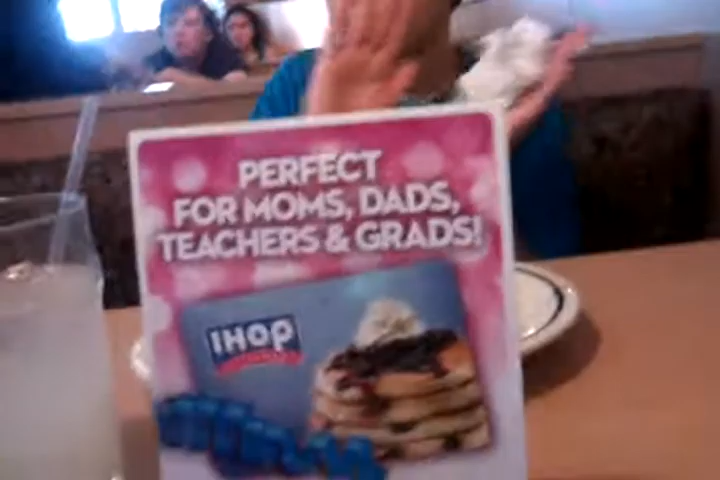 PERFECT
FOR MOMS, DADS,
TEACHERS & GRADS!
IHOP